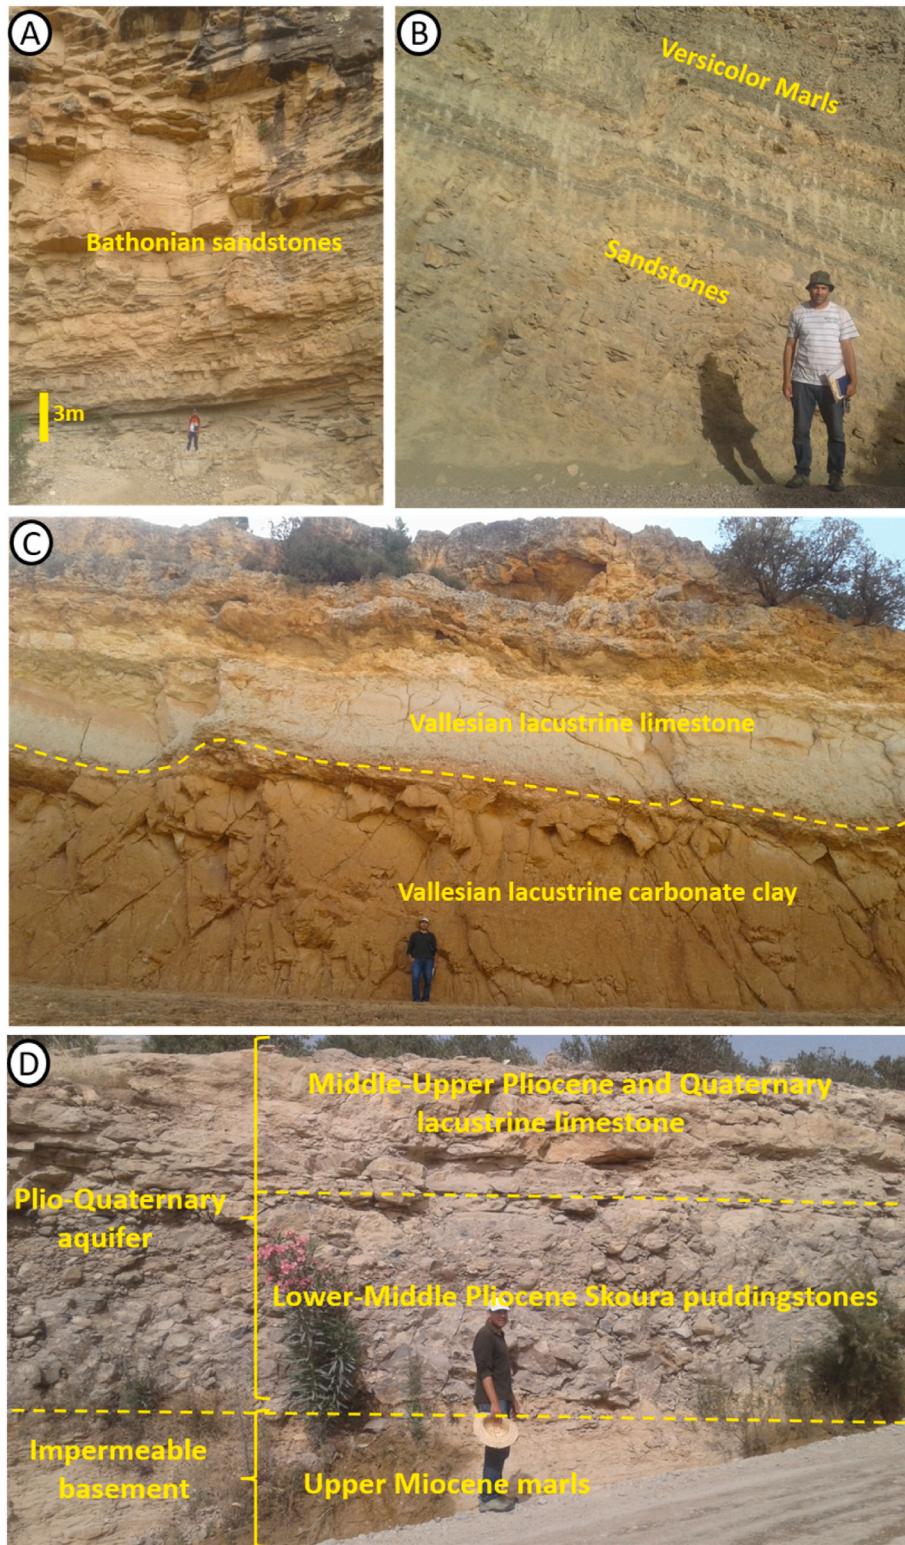 A
Bathonian sandstones
3m
B
Versicolor Marls
Sandstones
C
Vallesian lacustrine limestone
Vallesian lacustrine carbonate clay
D
Middle-Upper Pliocene and Quaternary
lacustrine limestone
Plio-Quaternary
aquifer
Lower-Middle Pliocene Skoura puddingstones
Impermeable
basement
Upper Miocene marls